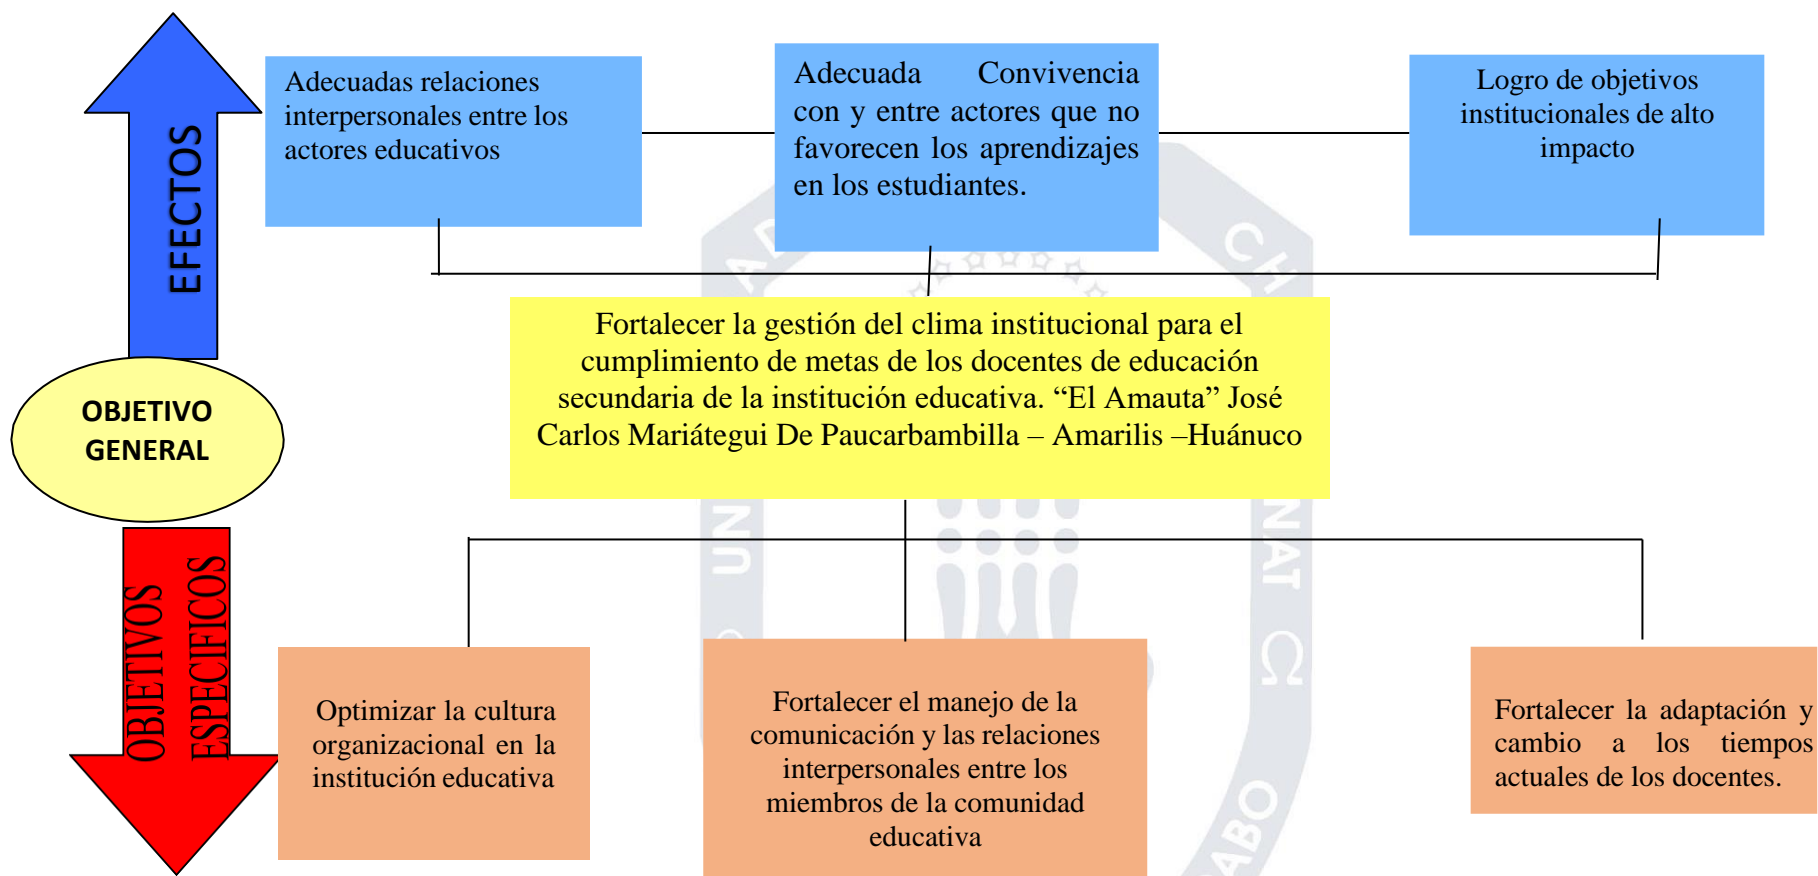 EFECTOS
Adecuadas relaciones
interpersonales entre los
actores educativos
Adecuada Convivencia
con y entre actores que no
favorecen los aprendizajes
en los estudiantes.
Logro de objetivos
institucionales de alto
impacto
OBJETIVO
GENERAL
Fortalecer la gestión del clima institucional para el
cumplimiento de metas de los docentes de educación
secundaria de la institución educativa. “El Amauta” José
Carlos Mariátegui De Paucarbambilla – Amarilis –Huánuco
OBJETIVOS
ESPECIFICOS
Optimizar la cultura
organizacional en la
institución educativa
Fortalecer el manejo de la
comunicación y las relaciones
interpersonales entre los
miembros de la comunidad
educativa
Fortalecer la adaptación y
cambio a los tiempos
actuales de los docentes.